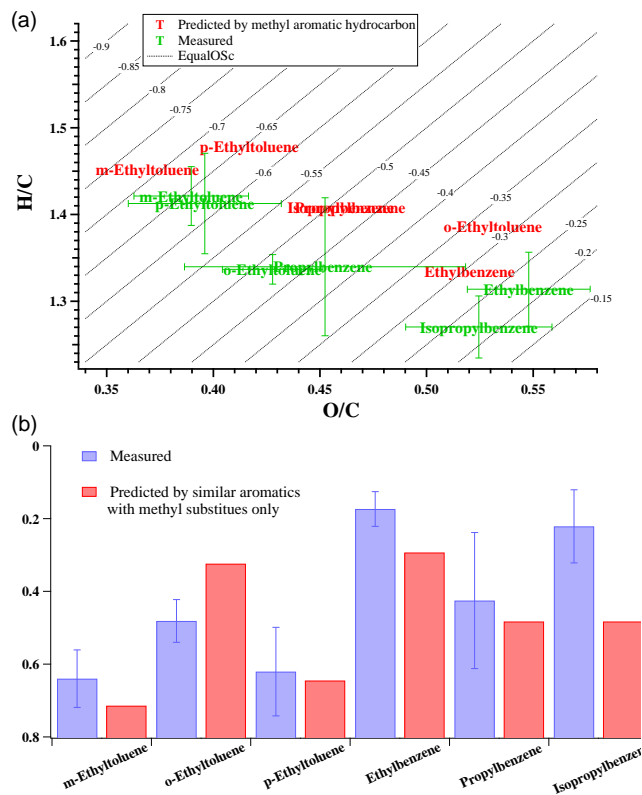 (a)
T Predicted by methyl aromatic hydrocarbon
T Measured
EqualOSc
1.6
1.5
1.4
1.3
H/C
-0.9
-0.85
-0.8
-0.75
-0.7
-0.65
-0.6
-0.55
-0.5
-0.45
-0.4
-0.35
-0.3
-0.25
-0.2
-0.15
p-Ethyltoluene
m-Ethyltoluene
m-Ethyltoluene
p-Ethyltoluene
Isopropylbenzene
Propylbenzene
o-Ethyltoluene
o-Ethyltoluene
Propylbenzene
Ethylbenzene
Ethylbenzene
Isopropylbenzene
0.35 0.40 0.45 0.50 0.55
O/C
(b)
0
0.2
0.4
0.6
0.8
Measured
Predicted by similar aromatics
with methyl substitues only
m-Ethyltoluene
o-Ethyltoluene
p-Ethyltoluene
Ethylbenzene
Propylbenzene
Isopropylbenzene